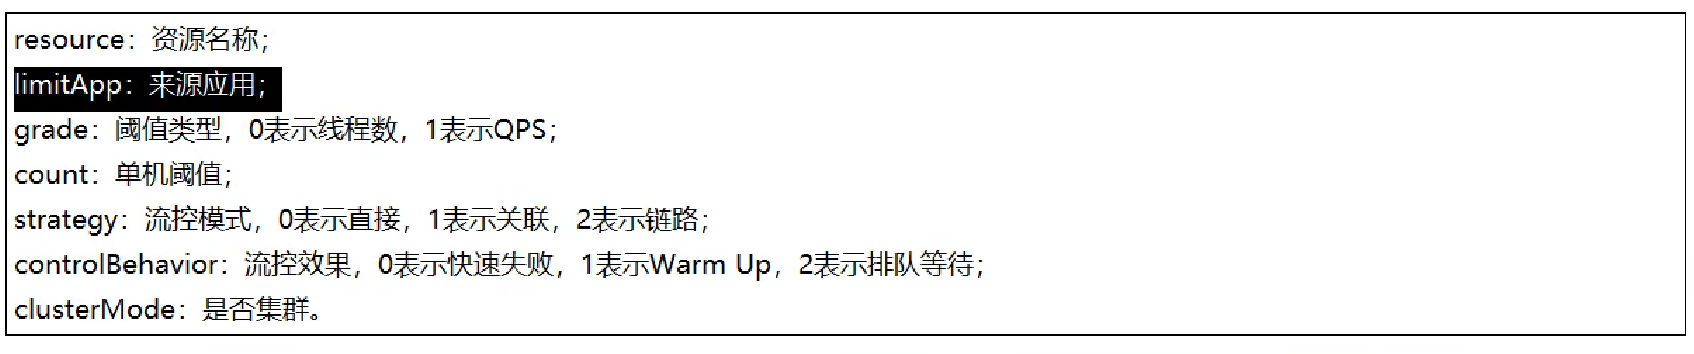 resource：资源名称；
limitApp：来源应用；
grade：阈值类型，0表示线程数，1表示QPS；
count：单机阈值；
strategy：流控模式，0表示直接，1表示关联，2表示链路；
controlBehavior：流控效果，0表示快速失败，1表示Warm Up，2表示排队等待；
clusterMode：是否集群。